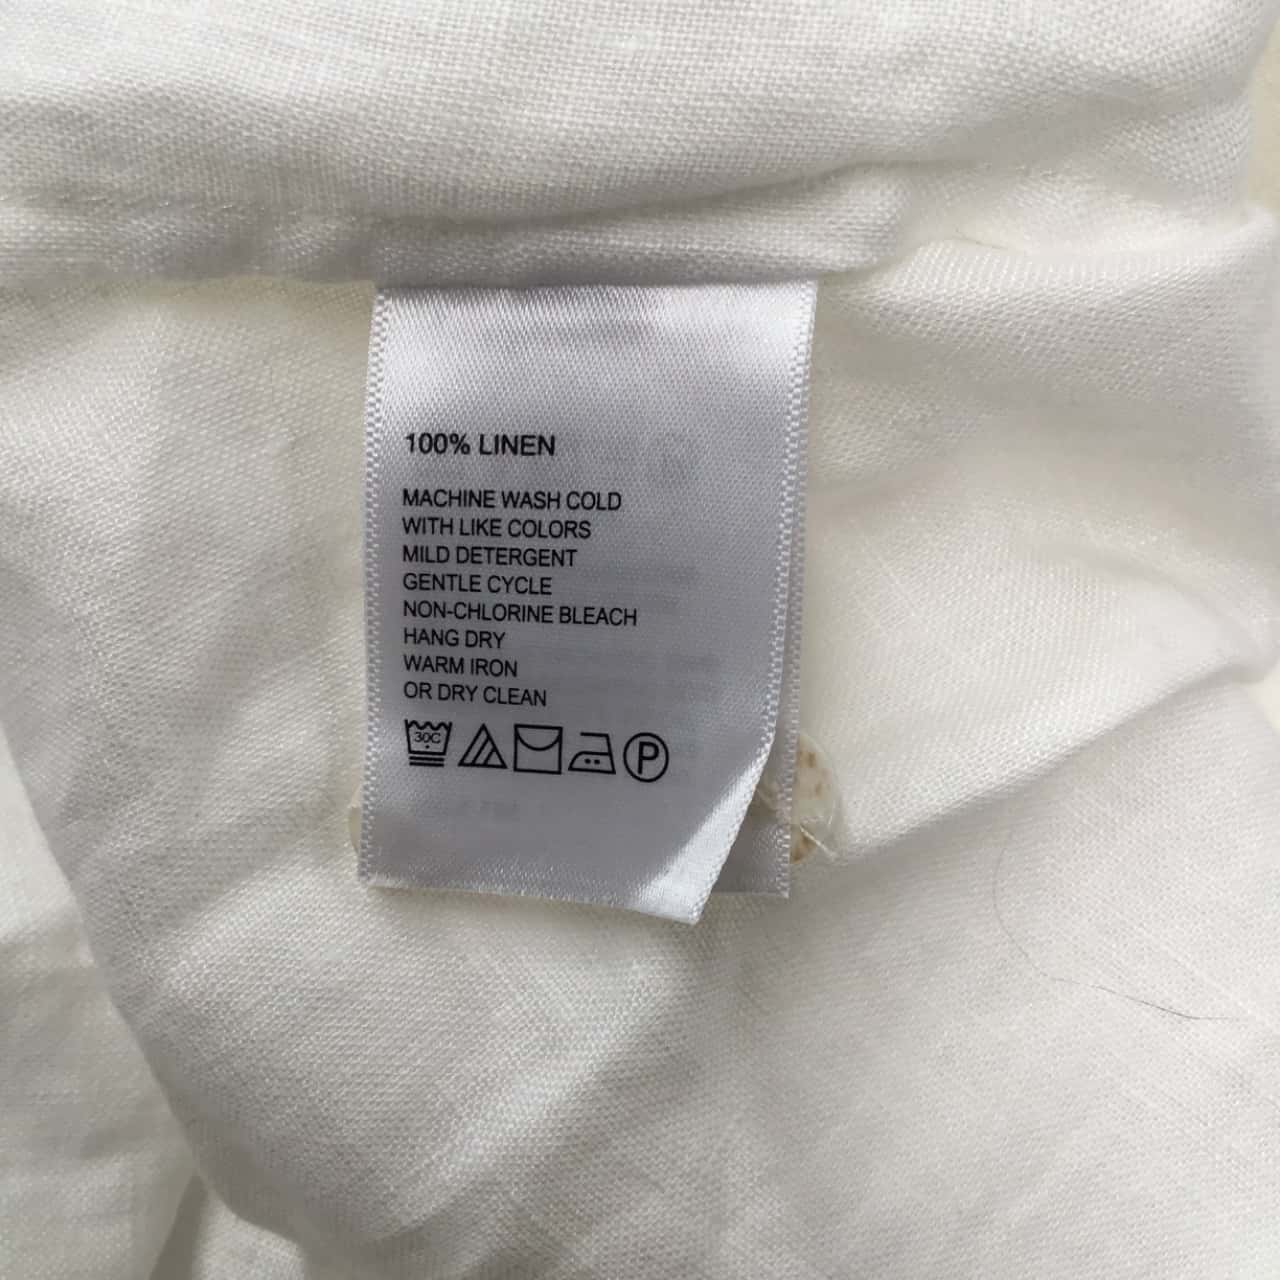 100% LINEN
MACHINE WASH COLD
WITH LIKE COLORS
MILD DETERGENT
GENTLE CYCLE
NON-CHLORINE BLEACH
HANG DRY
WARM IRON
OR DRY CLEAN
30C P